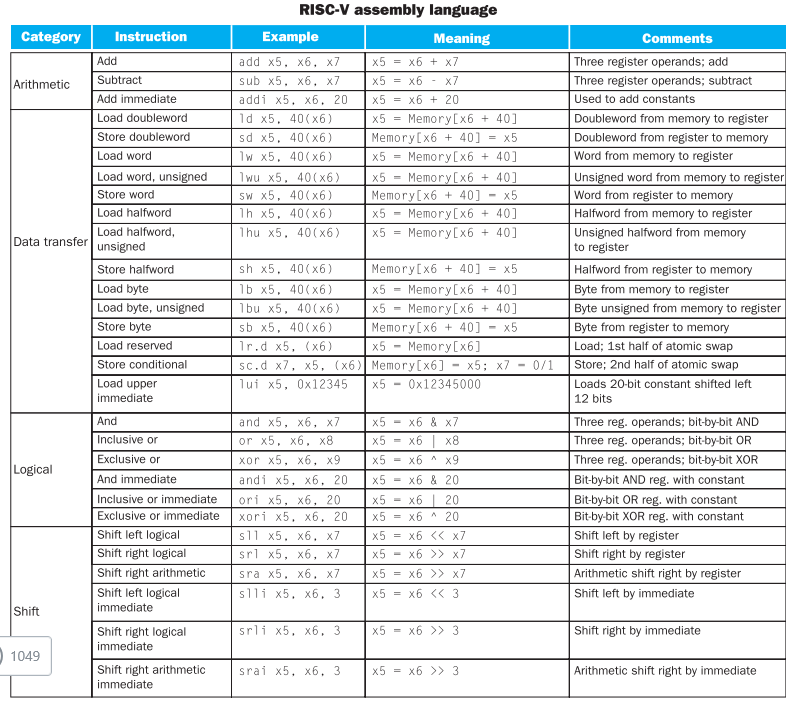 RISC-V assembly language
Category Instruction Example Meaning Comments
Arithmetic
Add add x5, x6, x7 x5 = x6 + x7 Three register operands; add
Subtract sub x5, x6, x7 x5 = x6 - x7 Three register operands; subtract
Add immediate addi x5, x6, 20 x5 = x6 + 20 Used to add constants
Data transfer
Load doubleword ld x5, 40(x6) x5 = Memory[x6 + 40] Doubleword from memory to register
Store doubleword sd x5, 40(x6) Memory[x6 + 40] = x5 Doubleword from register to memory
Load word lw x5, 40(x6) x5 = Memory[x6 + 40] Word from memory to register
Load word, unsigned lwu x5, 40(x6) x5 = Memory[x6 + 40] Unsigned word from memory to register
Store word sw x5, 40(x6) Memory[x6 + 40] = x5 Word from register to memory
Load halfword lh x5, 40(x6) x5 = Memory[x6 + 40] Halfword from memory to register
Load halfword, lhu x5, 40(x6) x5 = Memory[x6 + 40] Unsigned halfword from memory
unsigned to register
Store halfword sh x5, 40(x6) Memory[x6 + 40] = x5 Halfword from register to memory
Load byte lb x5, 40(x6) x5 = Memory[x6 + 40] Byte from memory to register
Load byte, unsigned lbu x5, 40(x6) x5 = Memory[x6 + 40] Byte unsigned from memory to register
Store byte sb x5, 40(x6) Memory[x6 + 40] = x5 Byte from register to memory
Load reserved lr.d x5, (x6) x5 = Memory[x6] Load; 1st half of atomic swap
Store conditional sc.d x7, x5, (x6) Memory[x6] = x5; x7 = 0/1 Store; 2nd half of atomic swap
Load upper lui x5, 0x12345 x5 = 0x12345000 Loads 20-bit constant shifted left
immediate 12 bits
Logical
And and x5, x6, x7 x5 = x6 & x7 Three reg. operands; bit-by-bit AND
Inclusive or or x5, x6, x8 x5 = x6 | x8 Three reg. operands; bit-by-bit OR
Exclusive or xor x5, x6, x9 x5 = x6 ^ x9 Three reg. operands; bit-by-bit XOR
And immediate andi x5, x6, 20 x5 = x6 & 20 Bit-by-bit AND reg. with constant
Inclusive or immediate ori x5, x6, 20 x5 = x6 | 20 Bit-by-bit OR reg. with constant
Exclusive or immediate xori x5, x6, 20 x5 = x6 ^ 20 Bit-by-bit XOR reg. with constant
Shift
Shift left logical sll x5, x6, x7 x5 = x6 << x7 Shift left by register
Shift right logical srl x5, x6, x7 x5 = x6 >> x7 Shift right by register
Shift right arithmetic sra x5, x6, x7 x5 = x6 >> x7 Arithmetic shift right by register
Shift left logical slli x5, x6, 3 x5 = x6 << 3 Shift left by immediate
immediate
Shift right logical srli x5, x6, 3 x5 = x6 >> 3 Shift right by immediate
immediate
Shift right arithmetic srai x5, x6, 3 x5 = x6 >> 3 Arithmetic shift right by immediate
immediate
1049